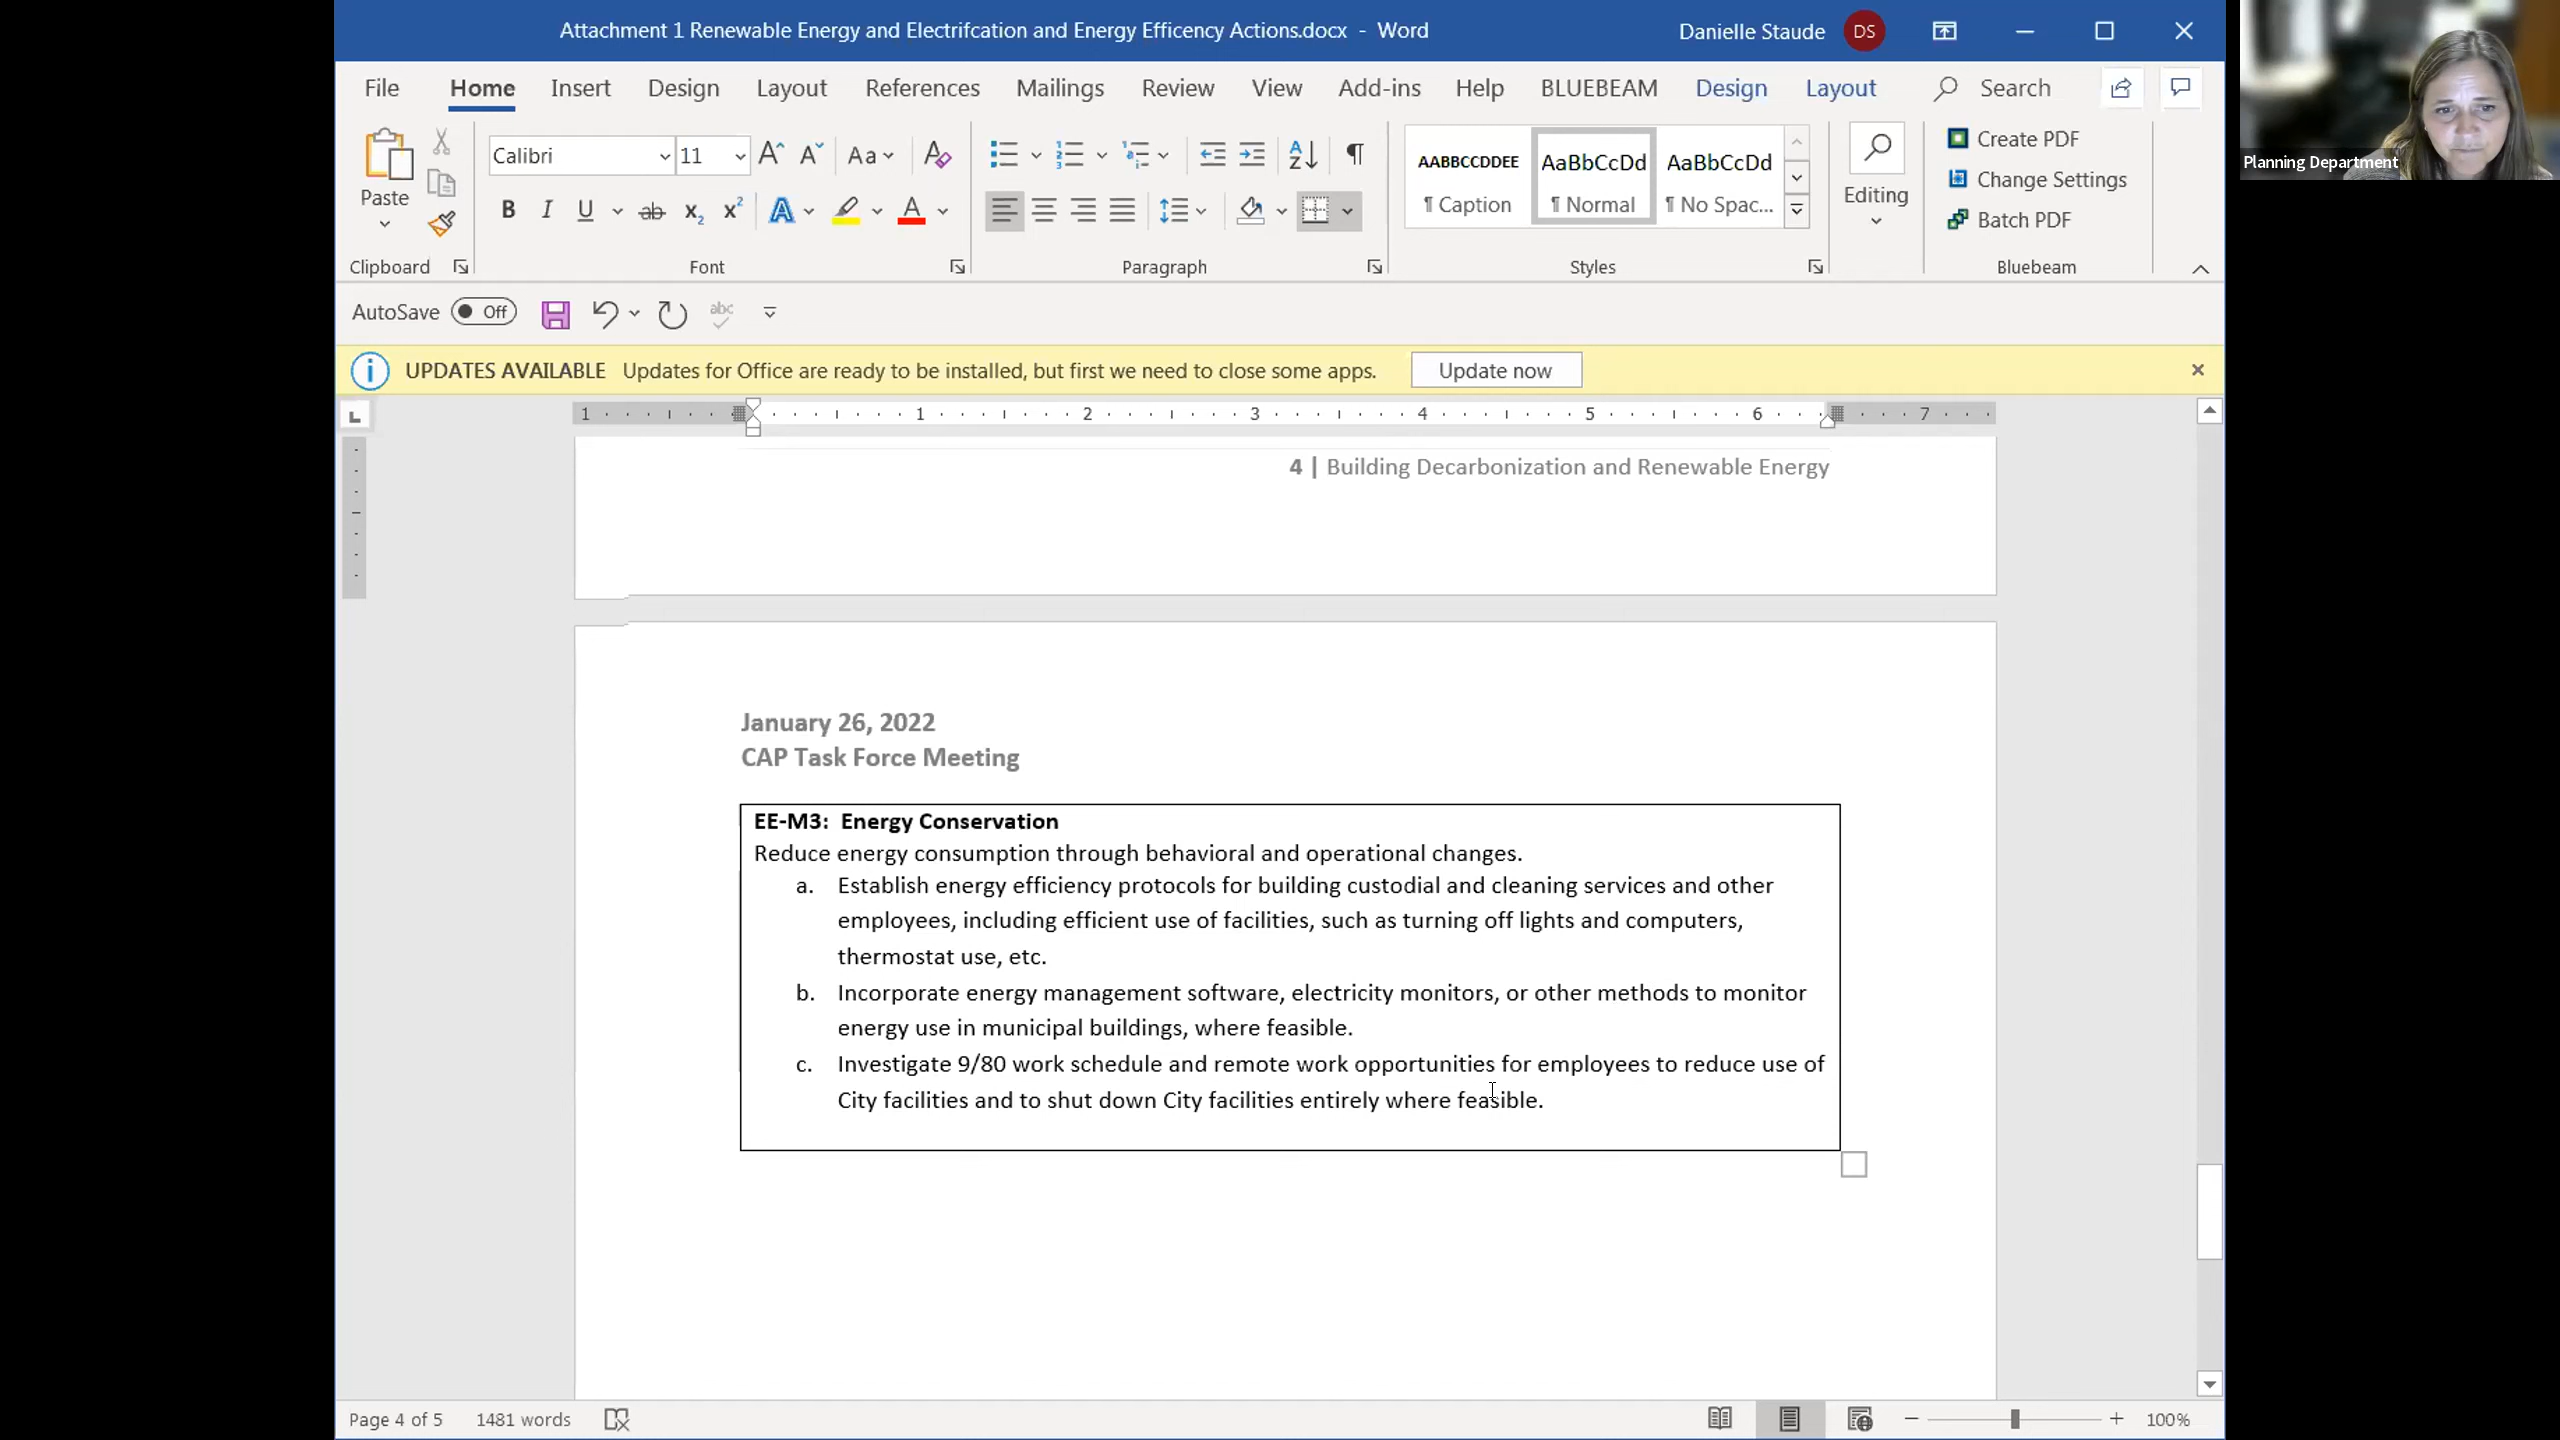 Attachment 1 Renewable Energy and Electrifcation and Energy Efficency Actions.docx - Word
Danielle Staude DS
Planning Department
File Home Insert Design Layout References Mailings Review View Add-ins Help BLUEBEAM Design Layout Search
Paste
Calibri 11
Aa
AABBCCDDEE AaBbCcDd AaBbCcDd
¶ Caption ¶ Normal ¶ No Spac...
Editing
Create PDF
Change Settings
Batch PDF
Clipboard Font Paragraph Styles Bluebeam
AutoSave Off
UPDATES AVAILABLE Updates for Office are ready to be installed, but first we need to close some apps. Update now
1 1 2 3 4 5 6 7
4 | Building Decarbonization and Renewable Energy
January 26, 2022
CAP Task Force Meeting
EE-M3: Energy Conservation
Reduce energy consumption through behavioral and operational changes.
a. Establish energy efficiency protocols for building custodial and cleaning services and other
employees, including efficient use of facilities, such as turning off lights and computers,
thermostat use, etc.
b. Incorporate energy management software, electricity monitors, or other methods to monitor
energy use in municipal buildings, where feasible.
c. Investigate 9/80 work schedule and remote work opportunities for employees to reduce use of
City facilities and to shut down City facilities entirely where feasible.
Page 4 of 5 1481 words 100%